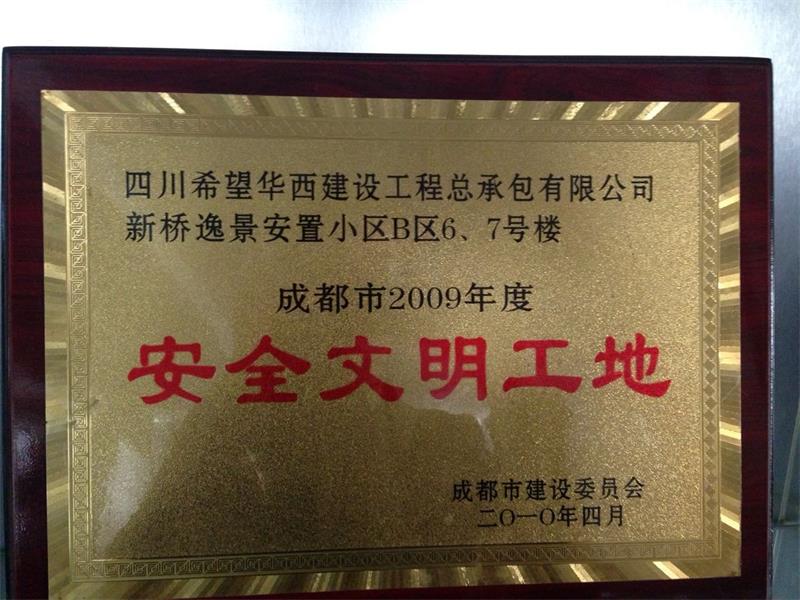 四川希望华西建设工程总承包有限公司
新桥逸景安置小区B区6、7号楼
成都市2009年度
安全文明工地
成都市建设委员会
二〇一〇年四月